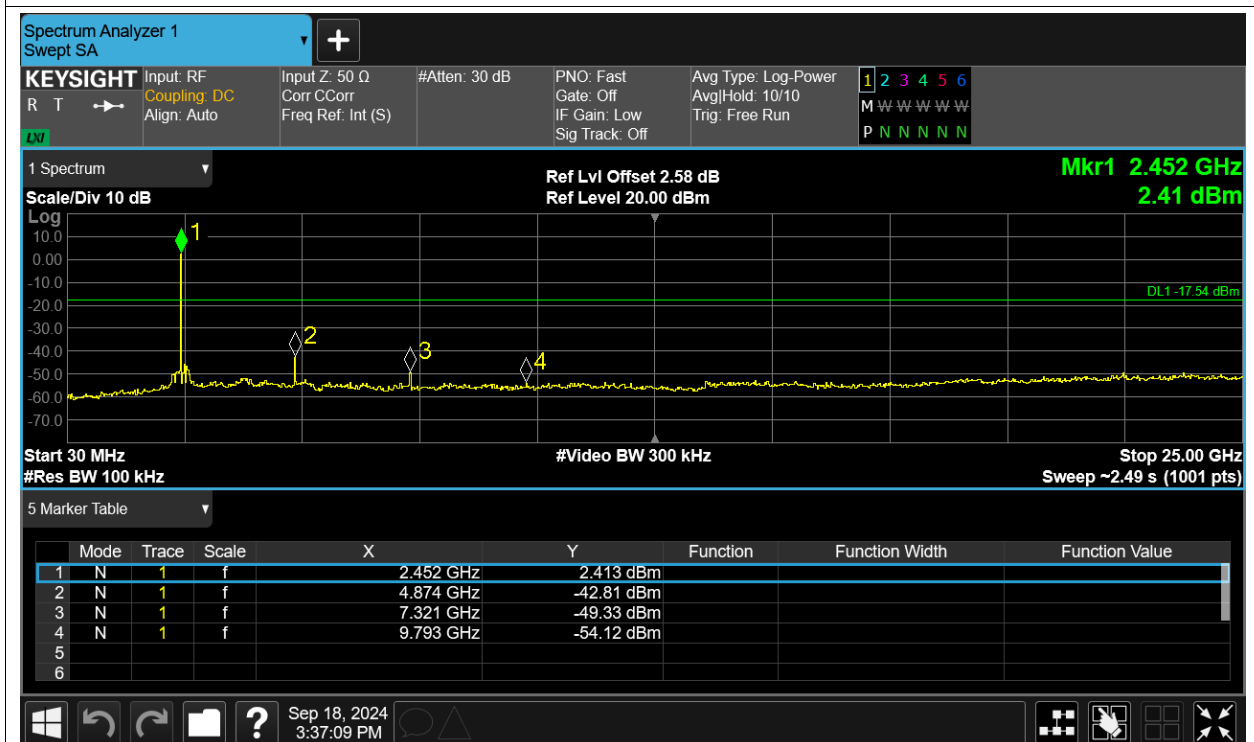 Spectrum Analyzer 1
Swept SA
+
KEYSIGHT Input: RF Input Z: 50 Ω #Atten: 30 dB PNO: Fast Avg Type: Log-Power 1 2 3 4 5 6
R T Coupling: DC Corr CCorr Gate: Off Avg|Hold: 10/10 M W W W W W
Align: Auto Freq Ref: Int (S) IF Gain: Low Trig: Free Run
LXI Sig Track: Off P N N N N N
1 Spectrum Ref Lvl Offset 2.58 dB Mkr1 2.452 GHz
Scale/Div 10 dB Ref Level 20.00 dBm 2.41 dBm
Log
10.0
1
0.00
-10.0
DL1 -17.54 dBm
-20.0
-30.0
2
-40.0
3
4
-50.0
-60.0
-70.0
Start 30 MHz #Video BW 300 kHz Stop 25.00 GHz
#Res BW 100 kHz Sweep ~2.49 s (1001 pts)
5 Marker Table
Mode Trace Scale X Y Function Function Width Function Value
1 N 1 f 2.452 GHz 2.413 dBm
2 N 1 f 4.874 GHz -42.81 dBm
3 N 1 f 7.321 GHz -49.33 dBm
4 N 1 f 9.793 GHz -54.12 dBm
5
6
? Sep 18, 2024
3:37:09 PM